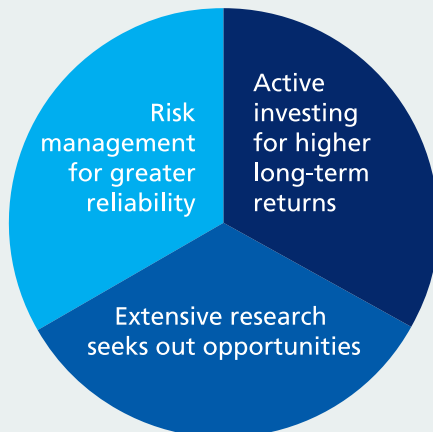 Risk
management
for greater
reliability
Active
investing
for higher
long-term
returns
Extensive research
seeks out opportunities